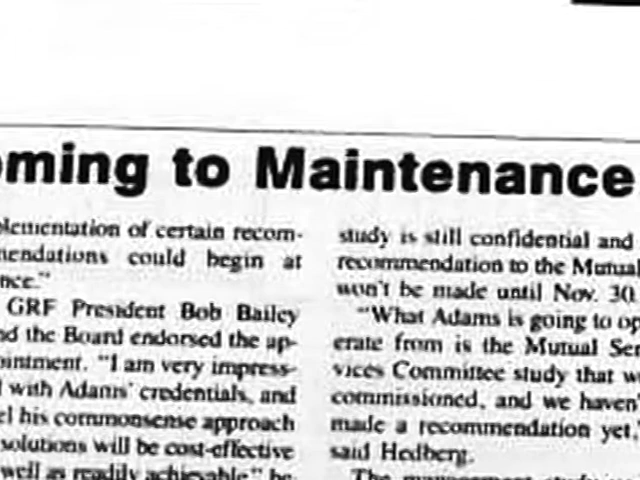 oming to Maintenance
plementation of certain recom-
mendations could begin at
nce."
GRF President Bob Bailey
nd the Board endorsed the ap-
ointment. "I am very impress-
with Adams' credentials, and
el his commonsense approach
solutions will be cost-effective
well as readily achievable" he
study is still confidential and
recommendation to the Mutual
won't be made until Nov. 30
"What Adams is going to op
erate from is the Mutual Ser
vices Committee study that w
commissioned, and we haven'
made a recommendation yet,"
said Hedberg.
The management study